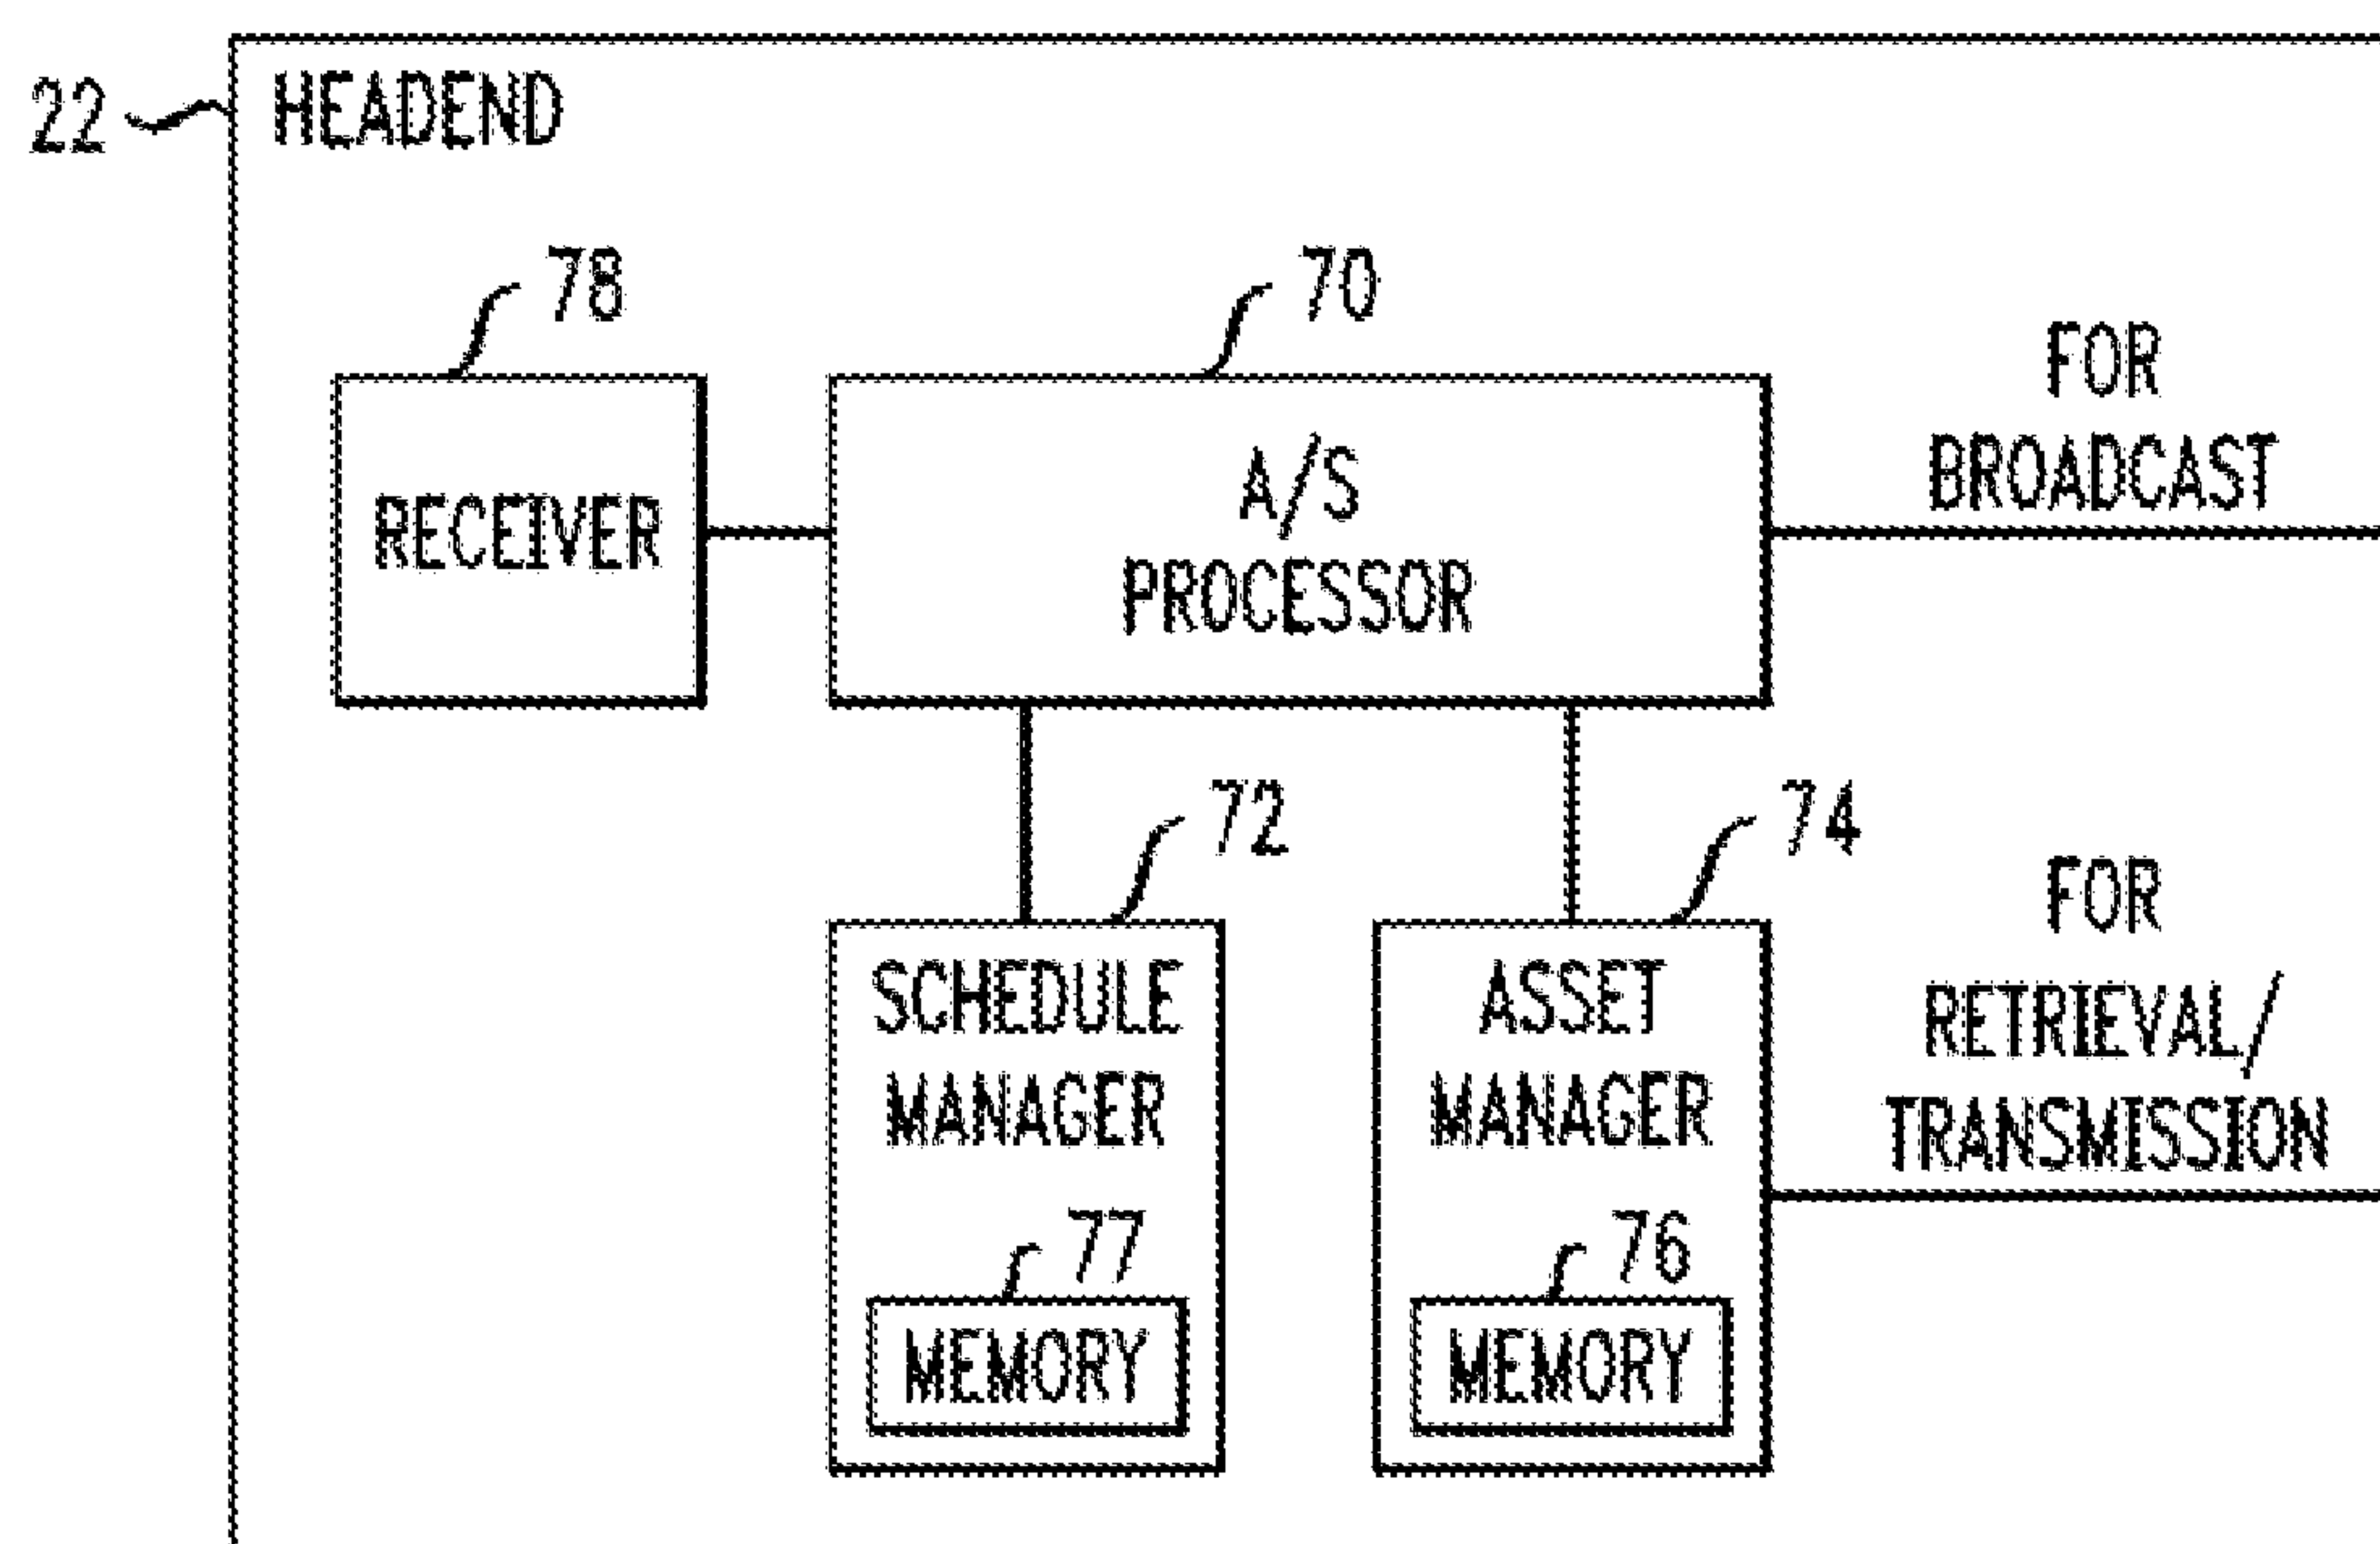 22
HEADEND
78
70
RECEIVER
A/S
PROCESSOR
FOR
BROADCAST
72
74
SCHEDULE
MANAGER
ASSET
MANAGER
FOR
RETRIEVAL/
TRANSMISSION
77
76
MEMORY
MEMORY